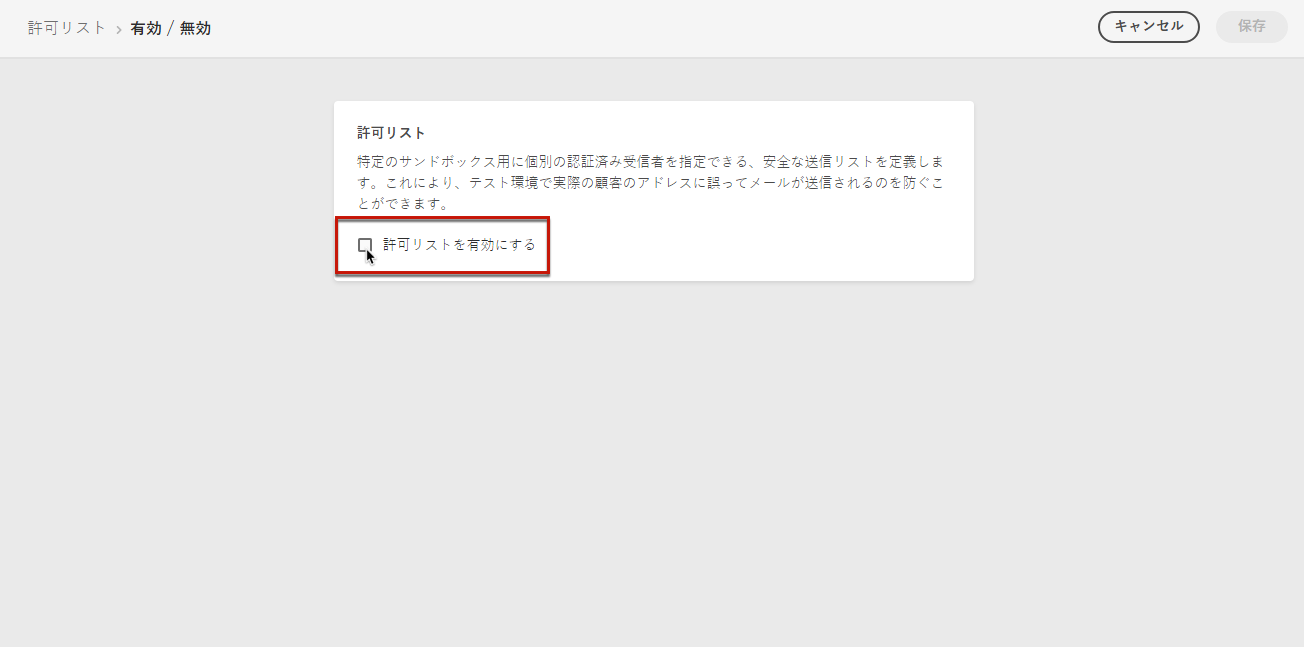 許可リスト > 有効 / 無効
キャンセル
保存
許可リスト
特定のサンドボックス用に個別の認証済み受信者を指定できる、安全な送信リストを定義しま
す。これにより、テスト環境で実際の顧客のアドレスに誤ってメールが送信されるのを防ぐこ
とができます。
許可リストを有効にする